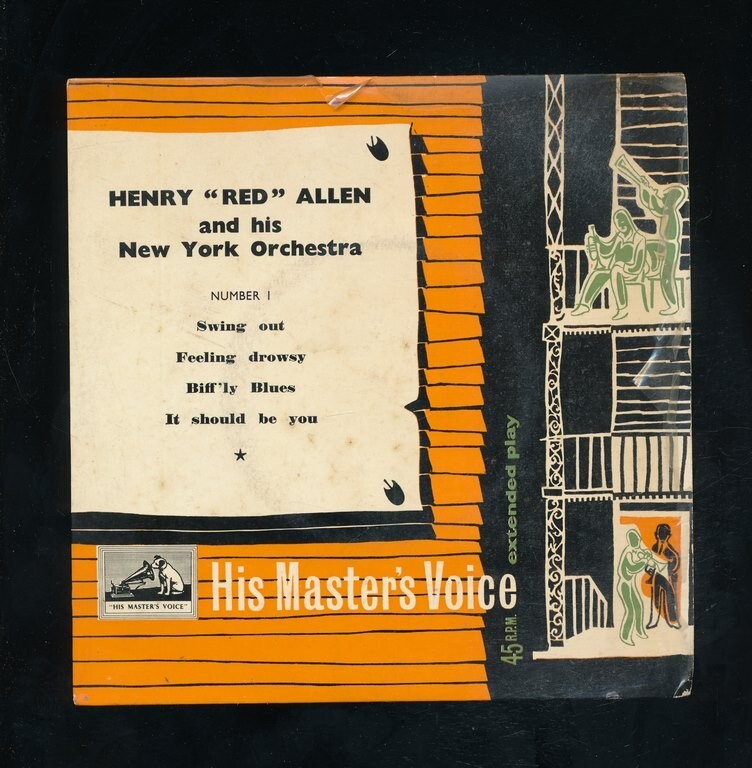 HENRY “RED” ALLEN
and his
New York Orchestra
NUMBER 1
Swing out
Feeling drowsy
Biff'ly Blues
It should be you
"HIS MASTER'S VOICE"
His Master's Voice
45 R.P.M. extended play